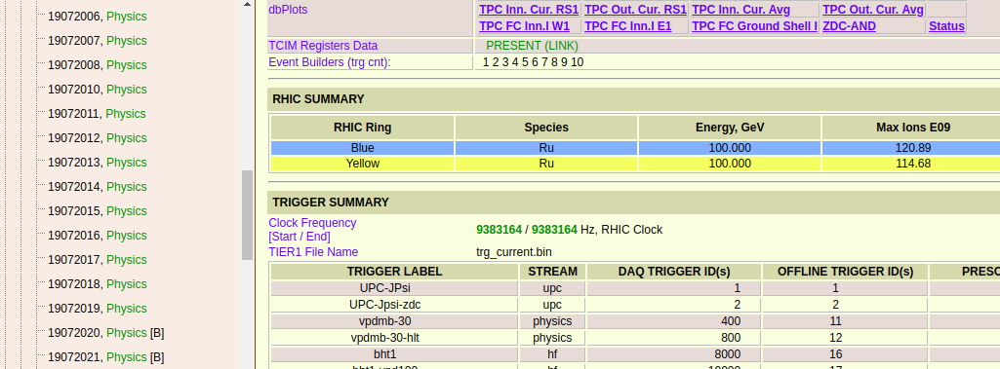 19072006, Physics
19072007, Physics
19072008, Physics
19072010, Physics
19072011, Physics
19072012, Physics
19072013, Physics
19072014, Physics
19072015, Physics
19072016, Physics
19072017, Physics
19072018, Physics
19072019, Physics
19072020, Physics [B]
19072021, Physics [B]
dbPlots
TPC Inn. Cur. RS1 TPC Out. Cur. RS1 TPC Inn. Cur. Avg TPC Out. Cur. Avg
TPC FC Inn.I W1 TPC FC Inn.I E1 TPC FC Ground Shell I ZDC-AND Status
TCIM Registers Data PRESENT (LINK)
Event Builders (trg cnt): 1 2 3 4 5 6 7 8 9 10
RHIC SUMMARY
RHIC Ring Species Energy, GeV Max Ions E09
Blue Ru 100.000 120.89
Yellow Ru 100.000 114.68
TRIGGER SUMMARY
Clock Frequency
[Start / End] 9383164 / 9383164 Hz, RHIC Clock
TIER1 File Name trg_current.bin
TRIGGER LABEL STREAM DAQ TRIGGER ID(s) OFFLINE TRIGGER ID(s) PRESC
UPC-JPsi upc 1 1
UPC-Jpsi-zdc upc 2 2
vpdmb-30 physics 400 11
vpdmb-30-hlt physics 800 12
bht1 hf 8000 16